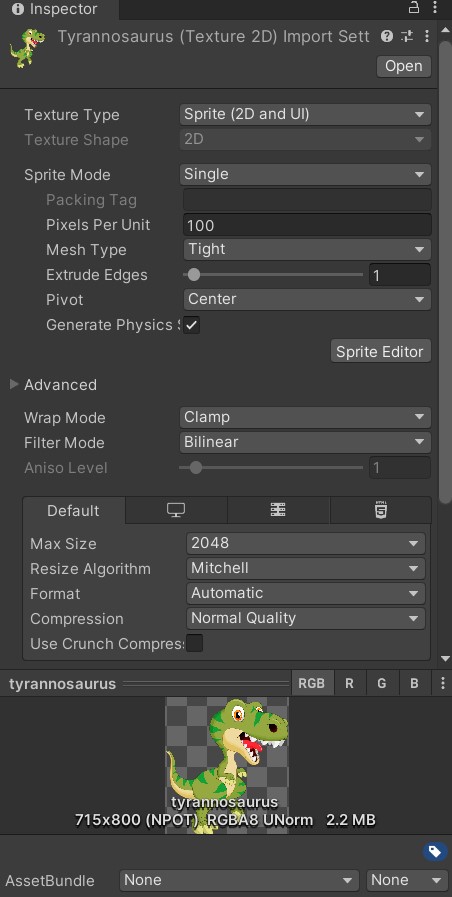 Inspector
Tyrannosaurus (Texture 2D) Import Sett
Open
Texture Type Sprite (2D and UI)
Texture Shape 2D
Sprite Mode Single
Packing Tag
Pixels Per Unit 100
Mesh Type Tight
Extrude Edges 1
Pivot Center
Generate Physics S
Sprite Editor
Advanced
Wrap Mode Clamp
Filter Mode Bilinear
Aniso Level 1
Default
Max Size 2048
Resize Algorithm Mitchell
Format Automatic
Compression Normal Quality
Use Crunch Compress
tyrannosaurus RGB R G B
tyrannosaurus
715x800 (NPOT) RGBA8 UNorm 2.2 MB
AssetBundle None None